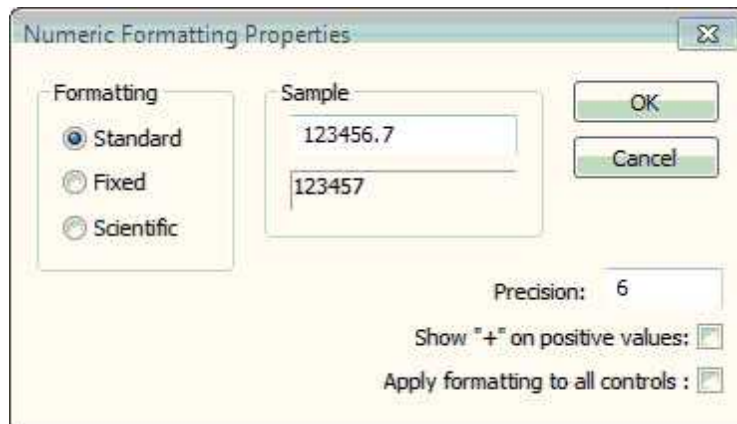 Numeric Formatting Properties
Formatting
Standard
Fixed
Scientific
Sample
123456.7
123457
OK
Cancel
Precision: 6
Show "+" on positive values:
Apply formatting to all controls :